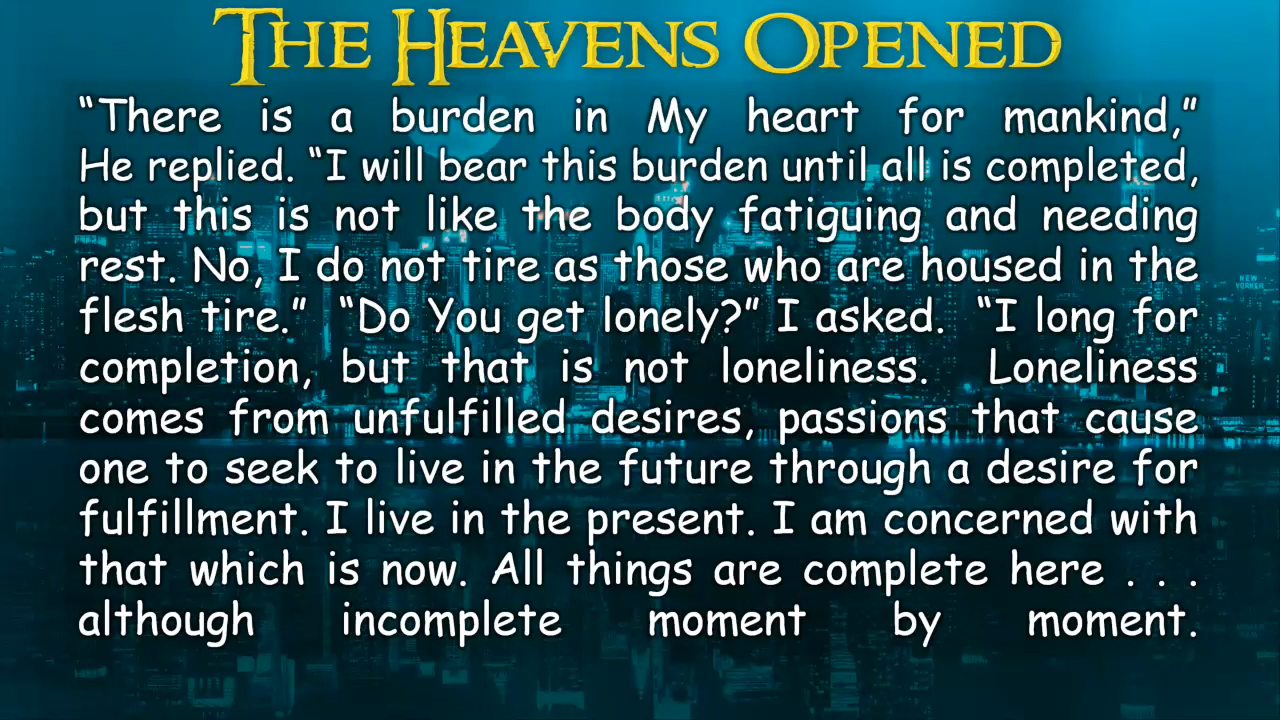 THE HEAVENS OPENED
“There is a burden in My heart for mankind,”
He replied. “I will bear this burden until all is completed,
but this is not like the body fatiguing and needing
rest. No, I do not tire as those who are housed in the
flesh tire.” “Do You get lonely?” I asked. “I long for
completion, but that is not loneliness. Loneliness
comes from unfulfilled desires, passions that cause
one to seek to live in the future through a desire for
fulfillment. I live in the present. I am concerned with
that which is now. All things are complete here . . .
although incomplete moment by moment.
NEW
YORKER